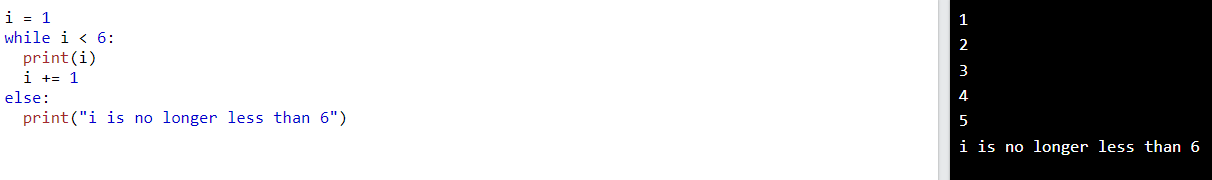 i = 1
while i < 6:
  print(i)
  i += 1
else:
  print("i is no longer less than 6")
1
2
3
4
5
i is no longer less than 6